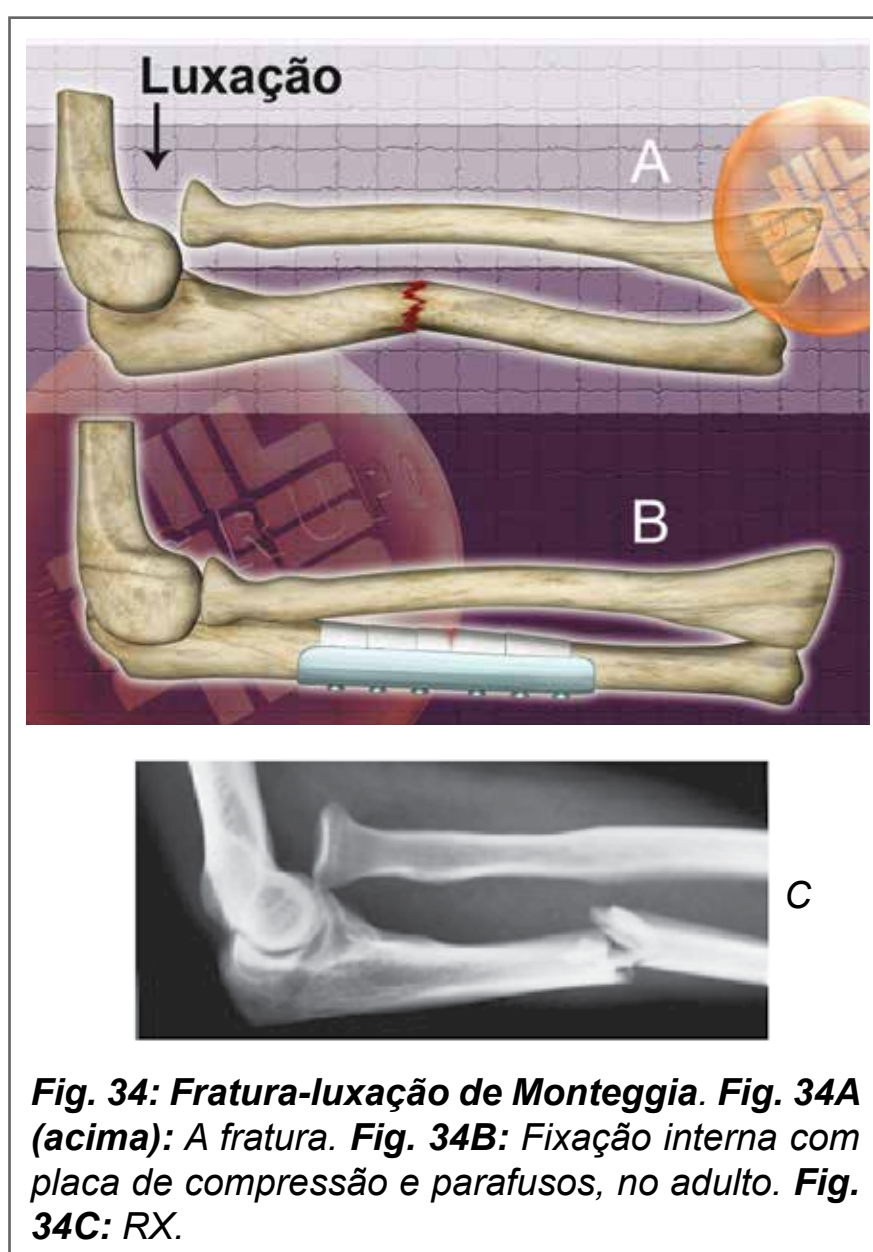 Luxação
A
B
C
Fig. 34: Fratura-luxação de Monteggia. Fig. 34A
(acima): A fratura. Fig. 34B: Fixação interna com
placa de compressão e parafusos, no adulto. Fig.
34C: RX.